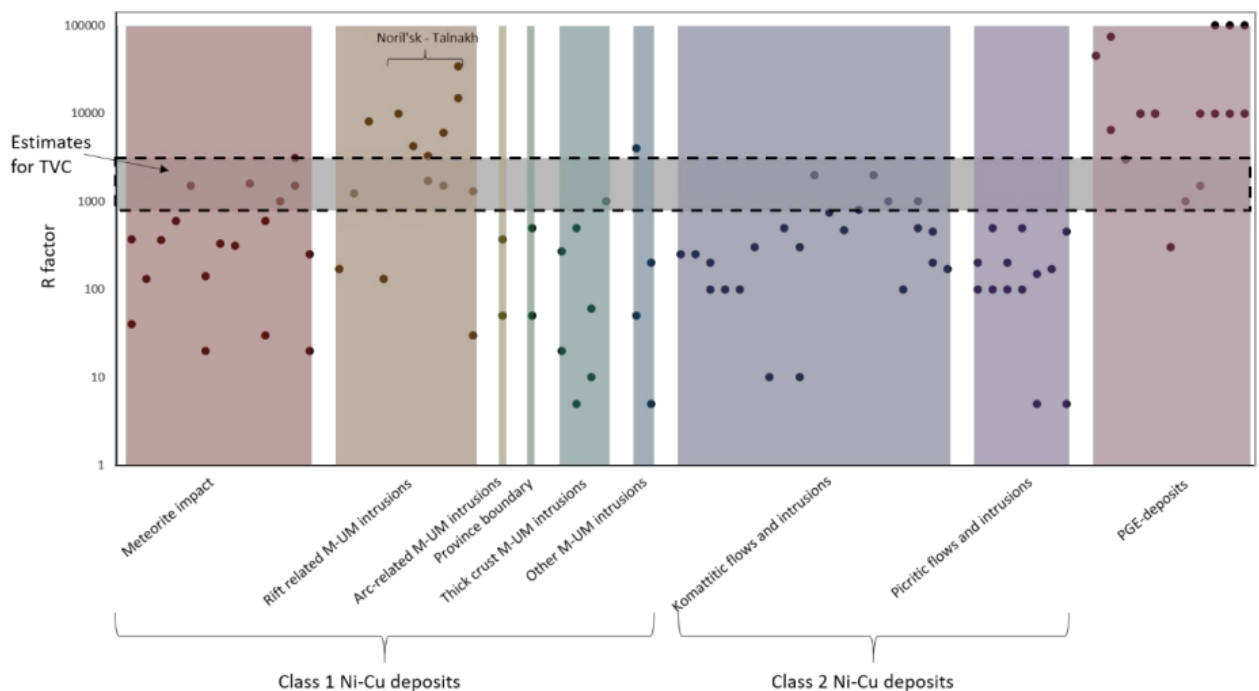 100000
10000
1000
100
10
1
R factor
Estimates
for TVC
Noril'sk - Talnakh
Meteorite impact
Rift related M-UM intrusions
Arc-related M-UM intrusions
Province boundary
Thick crust M-UM intrusions
Other M-UM intrusions
Komattitic flows and intrusions
Picritic flows and intrusions
PGE-deposits
Class 1 Ni-Cu deposits
Class 2 Ni-Cu deposits